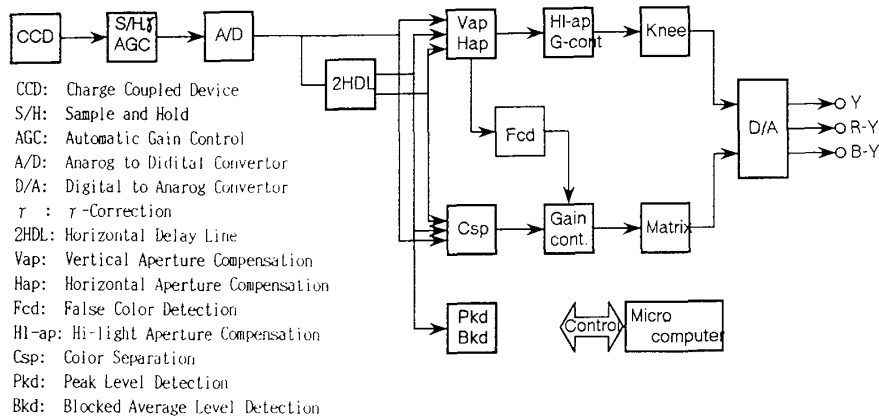 CCD
S/H,γ
AGC
A/D
2HDL
Vap
Hap
HI-ap
G-cont
Knee
Fcd
D/A
Y
R-Y
B-Y
Csp
Gain
cont.
Matrix
Pkd
Bkd
Control
Micro
computer
CCD: Charge Coupled Device
S/H: Sample and Hold
AGC: Automatic Gain Control
A/D: Anarog to Didital Convertor
D/A: Digital to Anarog Convertor
γ : γ-Correction
2HDL: Horizontal Delay Line
Vap: Vertical Aperture Compensation
Hap: Horizontal Aperture Compensation
Fcd: False Color Detection
Hl-ap: Hi-light Aperture Compensation
Csp: Color Separation
Pkd: Peak Level Detection
Bkd: Blocked Average Level Detection